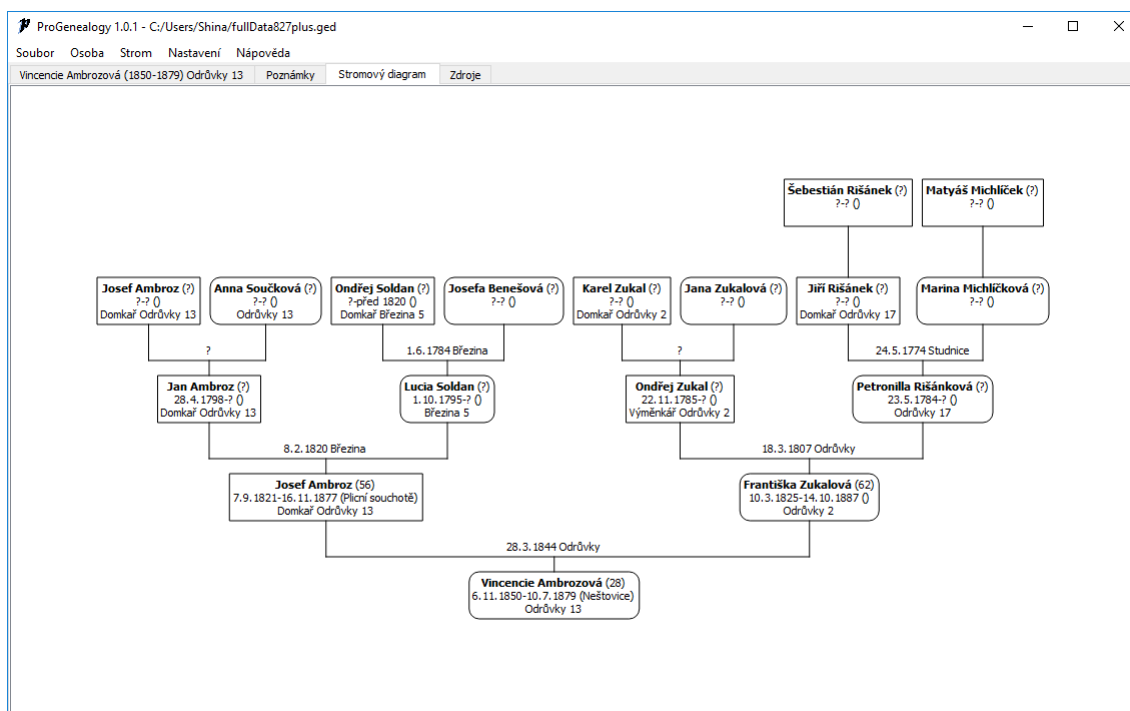 ProGenealogy 1.0.1 - C:/Users/Shina/fullData827plus.ged
Soubor Osoba Strom Nastavení Nápověda
Vincencie Ambrozová (1850-1879) Odrůvky 13 Poznámky Stromový diagram Zdroje
Šebestián Rišánek (?)
?-? ()
Matyáš Michlíček (?)
?-? ()
Josef Ambroz (?)
?-? ()
Domkař Odrůvky 13
Anna Součková (?)
?-? ()
Odrůvky 13
Ondřej Soldan (?)
?-před 1820 ()
Domkař Březina 5
Josefa Benešová (?)
?-? ()
Karel Zukal (?)
?-? ()
Domkař Odrůvky 2
Jana Zukalová (?)
?-? ()
Jiří Rišánek (?)
?-? ()
Domkař Odrůvky 17
Marina Michlíčková (?)
?-? ()
?
1.6.1784 Březina
?
24.5.1774 Studnice
Jan Ambroz (?)
28.4.1798-? ()
Domkař Odrůvky 13
Lucia Soldan (?)
1.10.1795-? ()
Březina 5
Ondřej Zukal (?)
22.11.1785-? ()
Výměnkář Odrůvky 2
Petronilla Rišánková (?)
23.5.1784-? ()
Odrůvky 17
8.2.1820 Březina
18.3.1807 Odrůvky
Josef Ambroz (56)
7.9.1821-16.11.1877 (Plicní souchotě)
Domkař Odrůvky 13
Františka Zukalová (62)
10.3.1825-14.10.1887 ()
Odrůvky 2
28.3.1844 Odrůvky
Vincencie Ambrozová (28)
6.11.1850-10.7.1879 (Neštovice)
Odrůvky 13